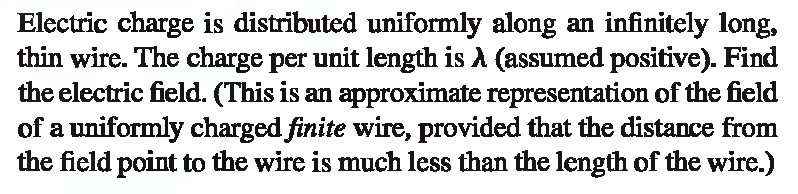 Electric charge is distributed uniformly along an infinitely long,
thin wire. The charge per unit length is λ (assumed positive). Find
the electric field. (This is an approximate representation of the field
of a uniformly charged finite wire, provided that the distance from
the field point to the wire is much less than the length of the wire.)